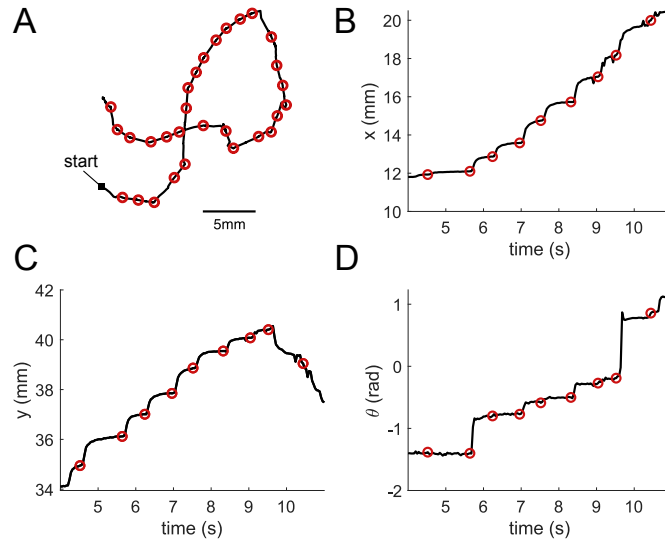 A
start
5mm
B
20
18
16
14
12
10
x (mm)
5 6 7 8 9 10
time (s)
C
42
40
38
36
34
y (mm)
5 6 7 8 9 10
time (s)
D
1
0
-1
-2
θ (rad)
5 6 7 8 9 10
time (s)